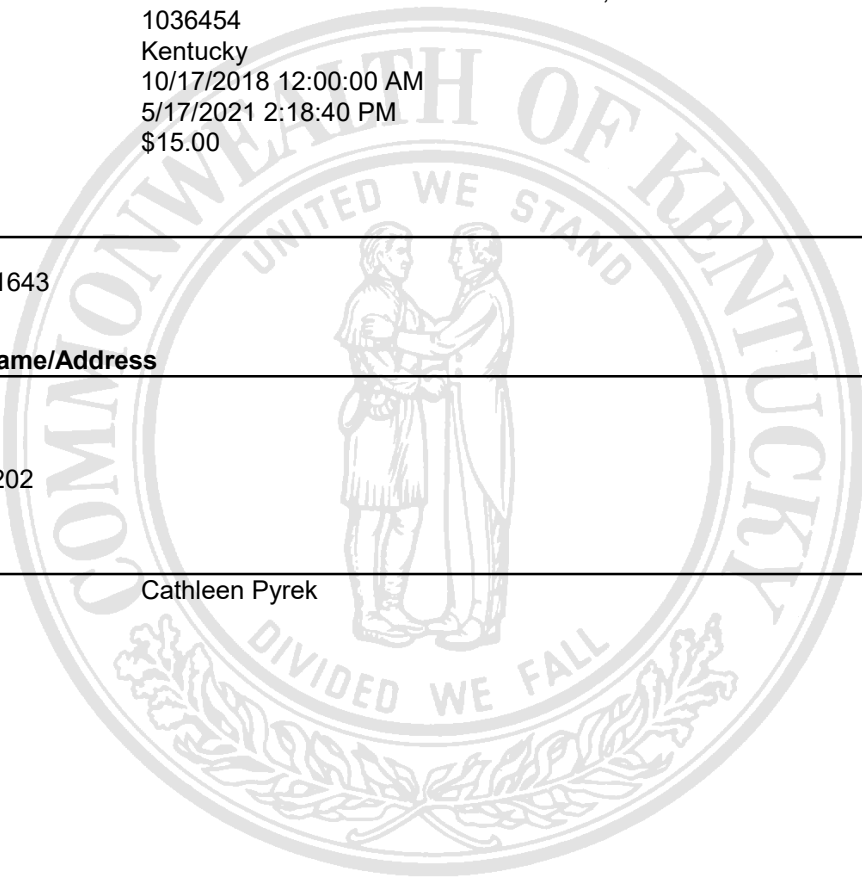 1036454
Kentucky
10/17/2018 12:00:00 AM
5/17/2021 2:18:40 PM
$15.00
COMMONWEALTH OF KENTUCKY
UNITED WE STAND
1643
ame/Address
202
Cathleen Pyrek
DIVIDED WE FALL